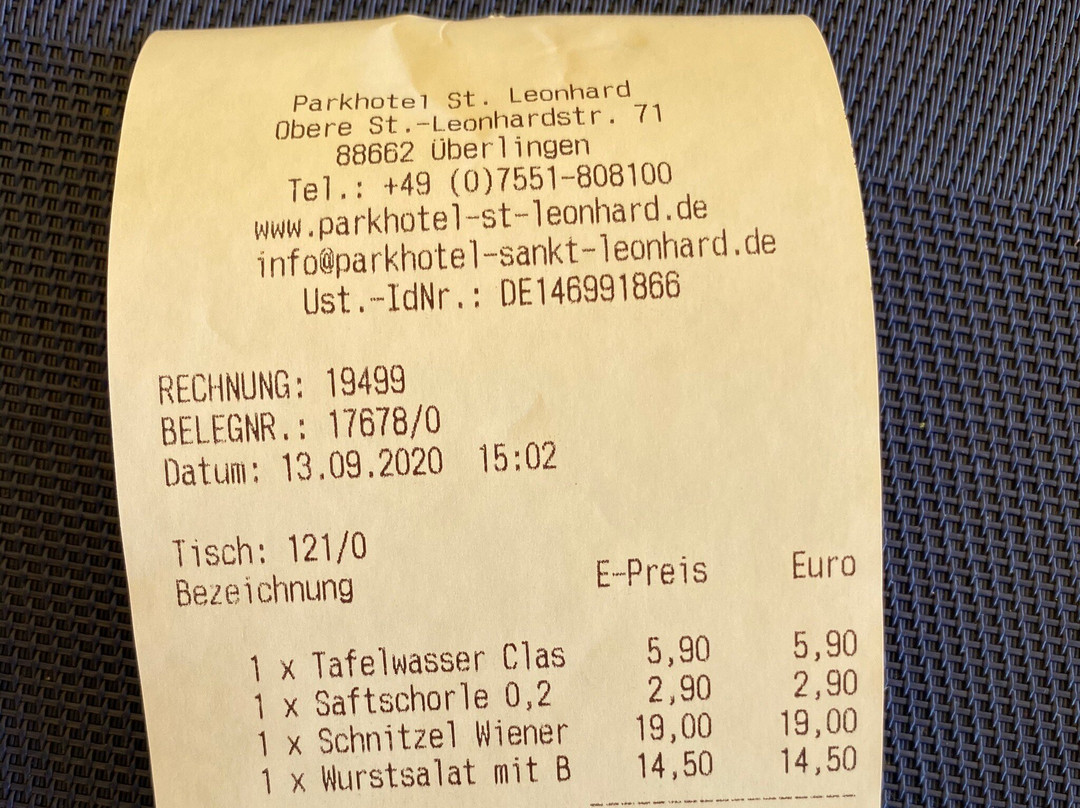 Parkhotel St. Leonhard
Obere St.-Leonhardstr. 71
88662 Überlingen
Tel.: +49 (0)7551-808100
www.parkhotel-st-leonhard.de
info@parkhotel-sankt-leonhard.de
Ust.-IdNr.: DE146991866
RECHNUNG: 19499
BELEGNR.: 17678/0
Datum: 13.09.2020 15:02
Tisch: 121/0
Bezeichnung E-Preis Euro
1 x Tafelwasser Clas 5,90 5,90
1 x Saftschorle 0,2 2,90 2,90
1 x Schnitzel Wiener 19,00 19,00
1 x Wurstsalat mit B 14,50 14,50